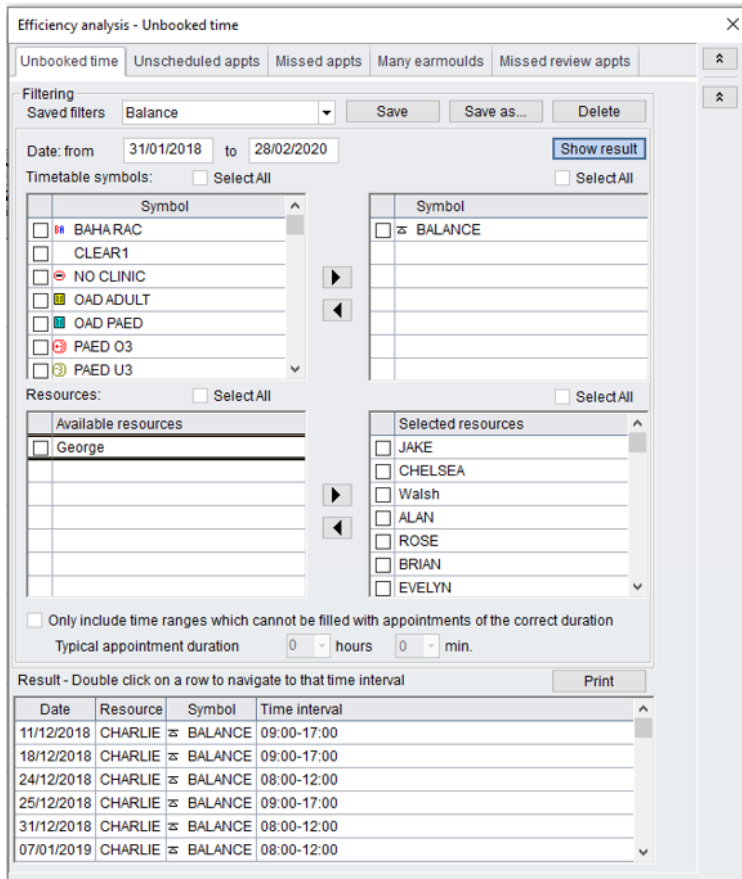 Efficiency analysis - Unbooked time
Unbooked time Unscheduled appts Missed appts Many earmoulds Missed review appts
Filtering
Saved filters Balance Save Save as... Delete
Date: from 31/01/2018 to 28/02/2020 Show result
Timetable symbols: Select All Select All
Symbol Symbol
BA BAHA RAC BALANCE
CLEAR1
NO CLINIC
OAD ADULT
OAD PAED
PAED O3
PAED U3
Resources: Select All Select All
Available resources Selected resources
George JAKE
CHELSEA
Walsh
ALAN
ROSE
BRIAN
EVELYN
Only include time ranges which cannot be filled with appointments of the correct duration
Typical appointment duration 0 hours 0 min.
Result - Double click on a row to navigate to that time interval Print
Date Resource Symbol Time interval
11/12/2018 CHARLIE BALANCE 09:00-17:00
18/12/2018 CHARLIE BALANCE 09:00-17:00
24/12/2018 CHARLIE BALANCE 08:00-12:00
25/12/2018 CHARLIE BALANCE 09:00-17:00
31/12/2018 CHARLIE BALANCE 08:00-12:00
07/01/2019 CHARLIE BALANCE 08:00-12:00